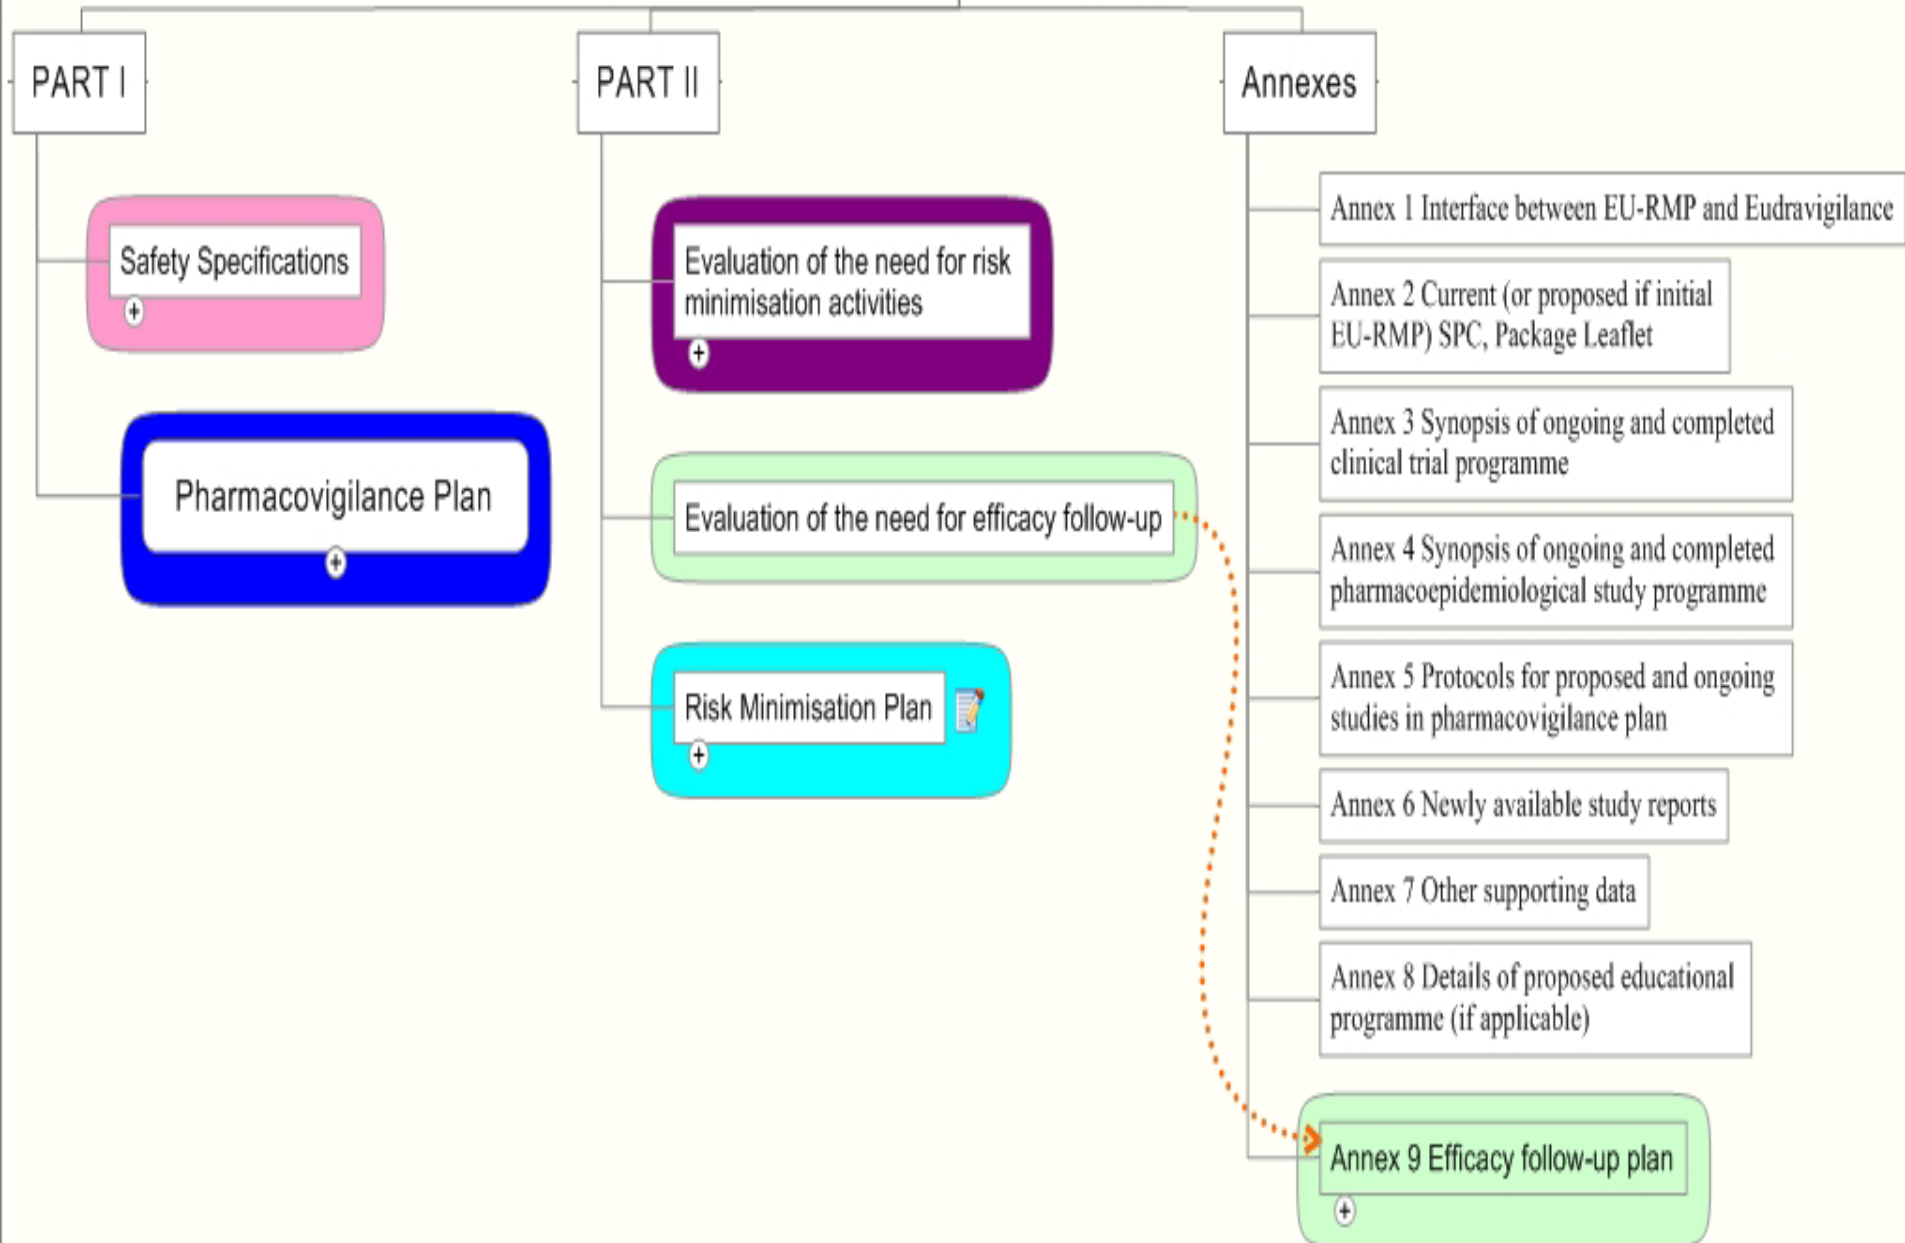 PART I
Safety Specifications
Pharmacovigilance Plan
PART II
Evaluation of the need for risk
minimisation activities
Evaluation of the need for efficacy follow-up
Risk Minimisation Plan
Annexes
Annex 1 Interface between EU-RMP and Eudravigilance
Annex 2 Current (or proposed if initial
EU-RMP) SPC, Package Leaflet
Annex 3 Synopsis of ongoing and completed
clinical trial programme
Annex 4 Synopsis of ongoing and completed
pharmacoepidemiological study programme
Annex 5 Protocols for proposed and ongoing
studies in pharmacovigilance plan
Annex 6 Newly available study reports
Annex 7 Other supporting data
Annex 8 Details of proposed educational
programme (if applicable)
Annex 9 Efficacy follow-up plan